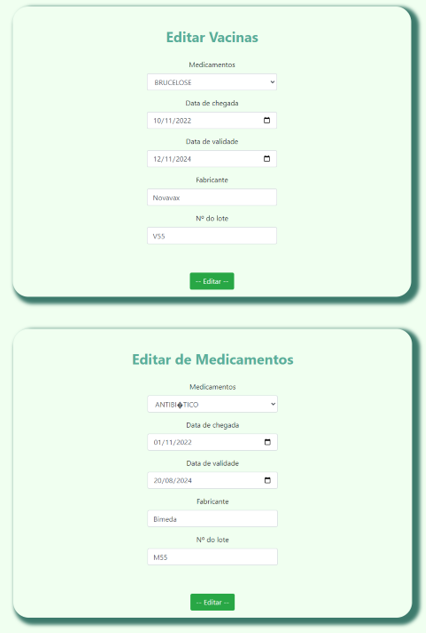 Editar Vacinas
Medicamentos
BRUCELOSE
Data de chegada
10/11/2022
Data de validade
12/11/2024
Fabricante
Novavax
Nº do lote
V55
-- Editar --
Editar de Medicamentos
Medicamentos
ANTIBI�TICO
Data de chegada
01/11/2022
Data de validade
20/08/2024
Fabricante
Bimeda
Nº do lote
M55
-- Editar --